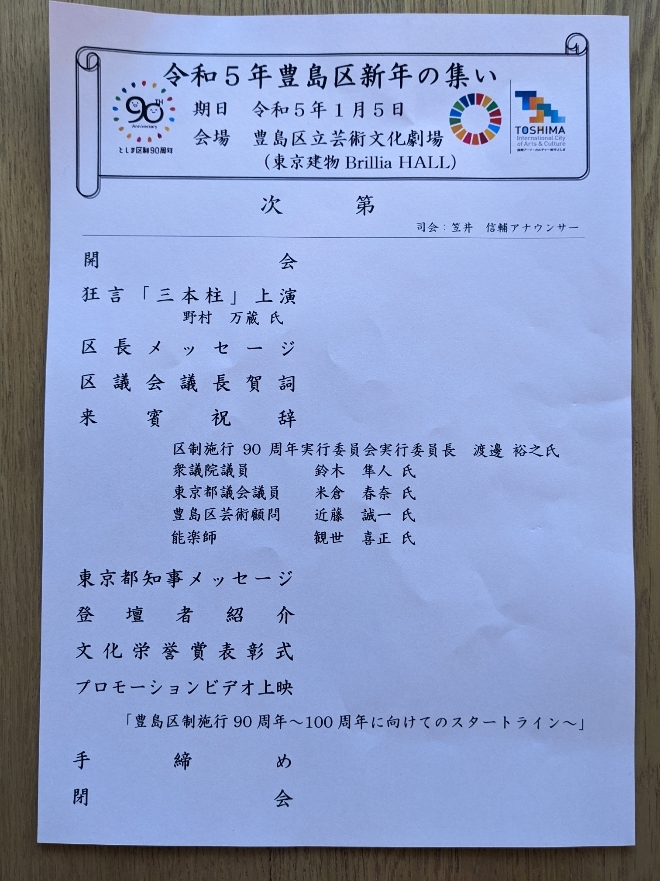 令和5年豊島区新年の集い
期日　令和5年1月5日
会場　豊島区立芸術文化劇場
（東京建物 Brillia HALL）
90TH
Anniversary
としま区制90周年
TOSHIMA
International City
of Arts & Culture
次　第
司会：笠井　信輔アナウンサー
開会
狂言「三本柱」上演
野村　万蔵 氏
区長メッセージ
区議会議長賀詞
来賓祝辞
区制施行 90 周年実行委員会実行委員長　渡邊 裕之氏
衆議院議員　鈴木　隼人 氏
東京都議会議員　米倉　春奈 氏
豊島区芸術顧問　近藤　誠一 氏
能楽師　観世　喜正 氏
東京都知事メッセージ
登壇者紹介
文化栄誉賞表彰式
プロモーションビデオ上映
「豊島区制施行 90 周年～100 周年に向けてのスタートライン～」
手締め
閉会